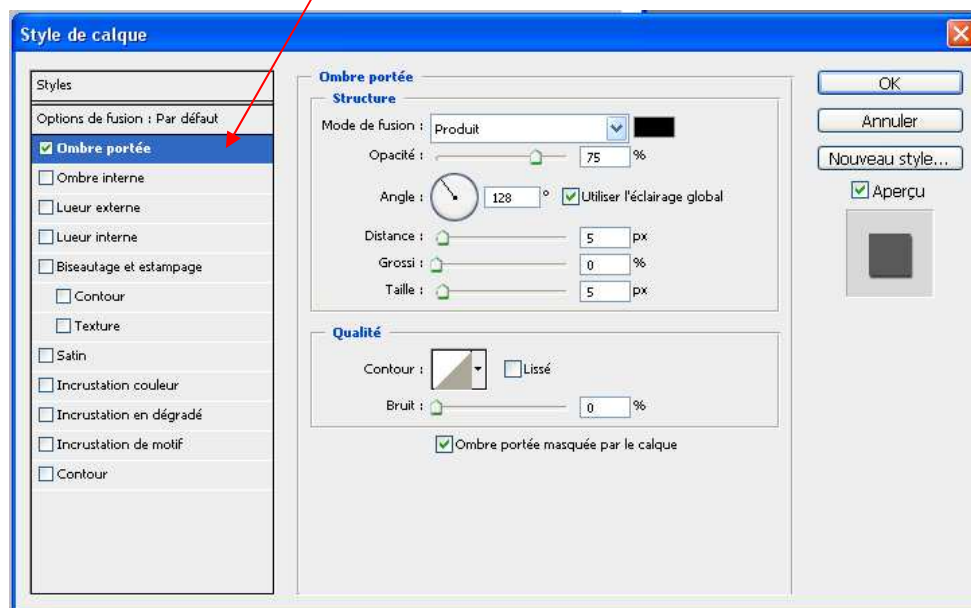 Style de calque
Styles
Options de fusion : Par défaut
Ombre portée
Ombre interne
Lueur externe
Lueur interne
Biseautage et estampage
Contour
Texture
Satin
Incrustation couleur
Incrustation en dégradé
Incrustation de motif
Contour
Ombre portée
Structure
Mode de fusion : Produit
Opacité : 75 %
Angle : 128 ° Utiliser l'éclairage global
Distance : 5 px
Grossi : 0 %
Taille : 5 px
Qualité
Contour : Lissé
Bruit : 0 %
Ombre portée masquée par le calque
OK
Annuler
Nouveau style...
Aperçu